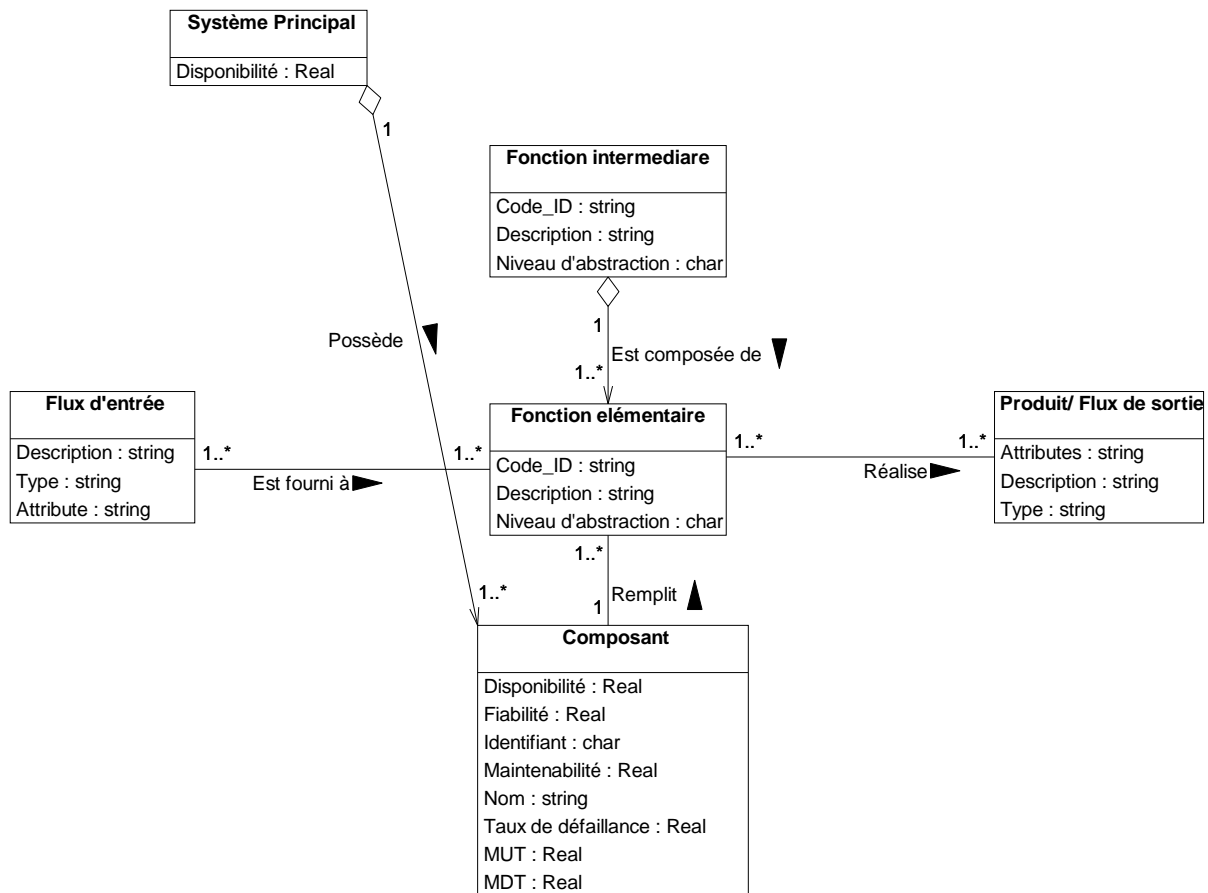 Système Principal
Disponibilité : Real
1
Fonction intermediare
Code_ID : string
Description : string
Niveau d'abstraction : char
1
Possède
Est composée de
1..*
Flux d'entrée
Description : string
Type : string
Attribute : string
1..*
Est fourni à
1..*
Fonction elémentaire
Code_ID : string
Description : string
Niveau d'abstraction : char
1..*
Réalise
1..*
Produit/ Flux de sortie
Attributes : string
Description : string
Type : string
1..*
Remplit
1
1..*
Composant
Disponibilité : Real
Fiabilité : Real
Identifiant : char
Maintenabilité : Real
Nom : string
Taux de défaillance : Real
MUT : Real
MDT : Real